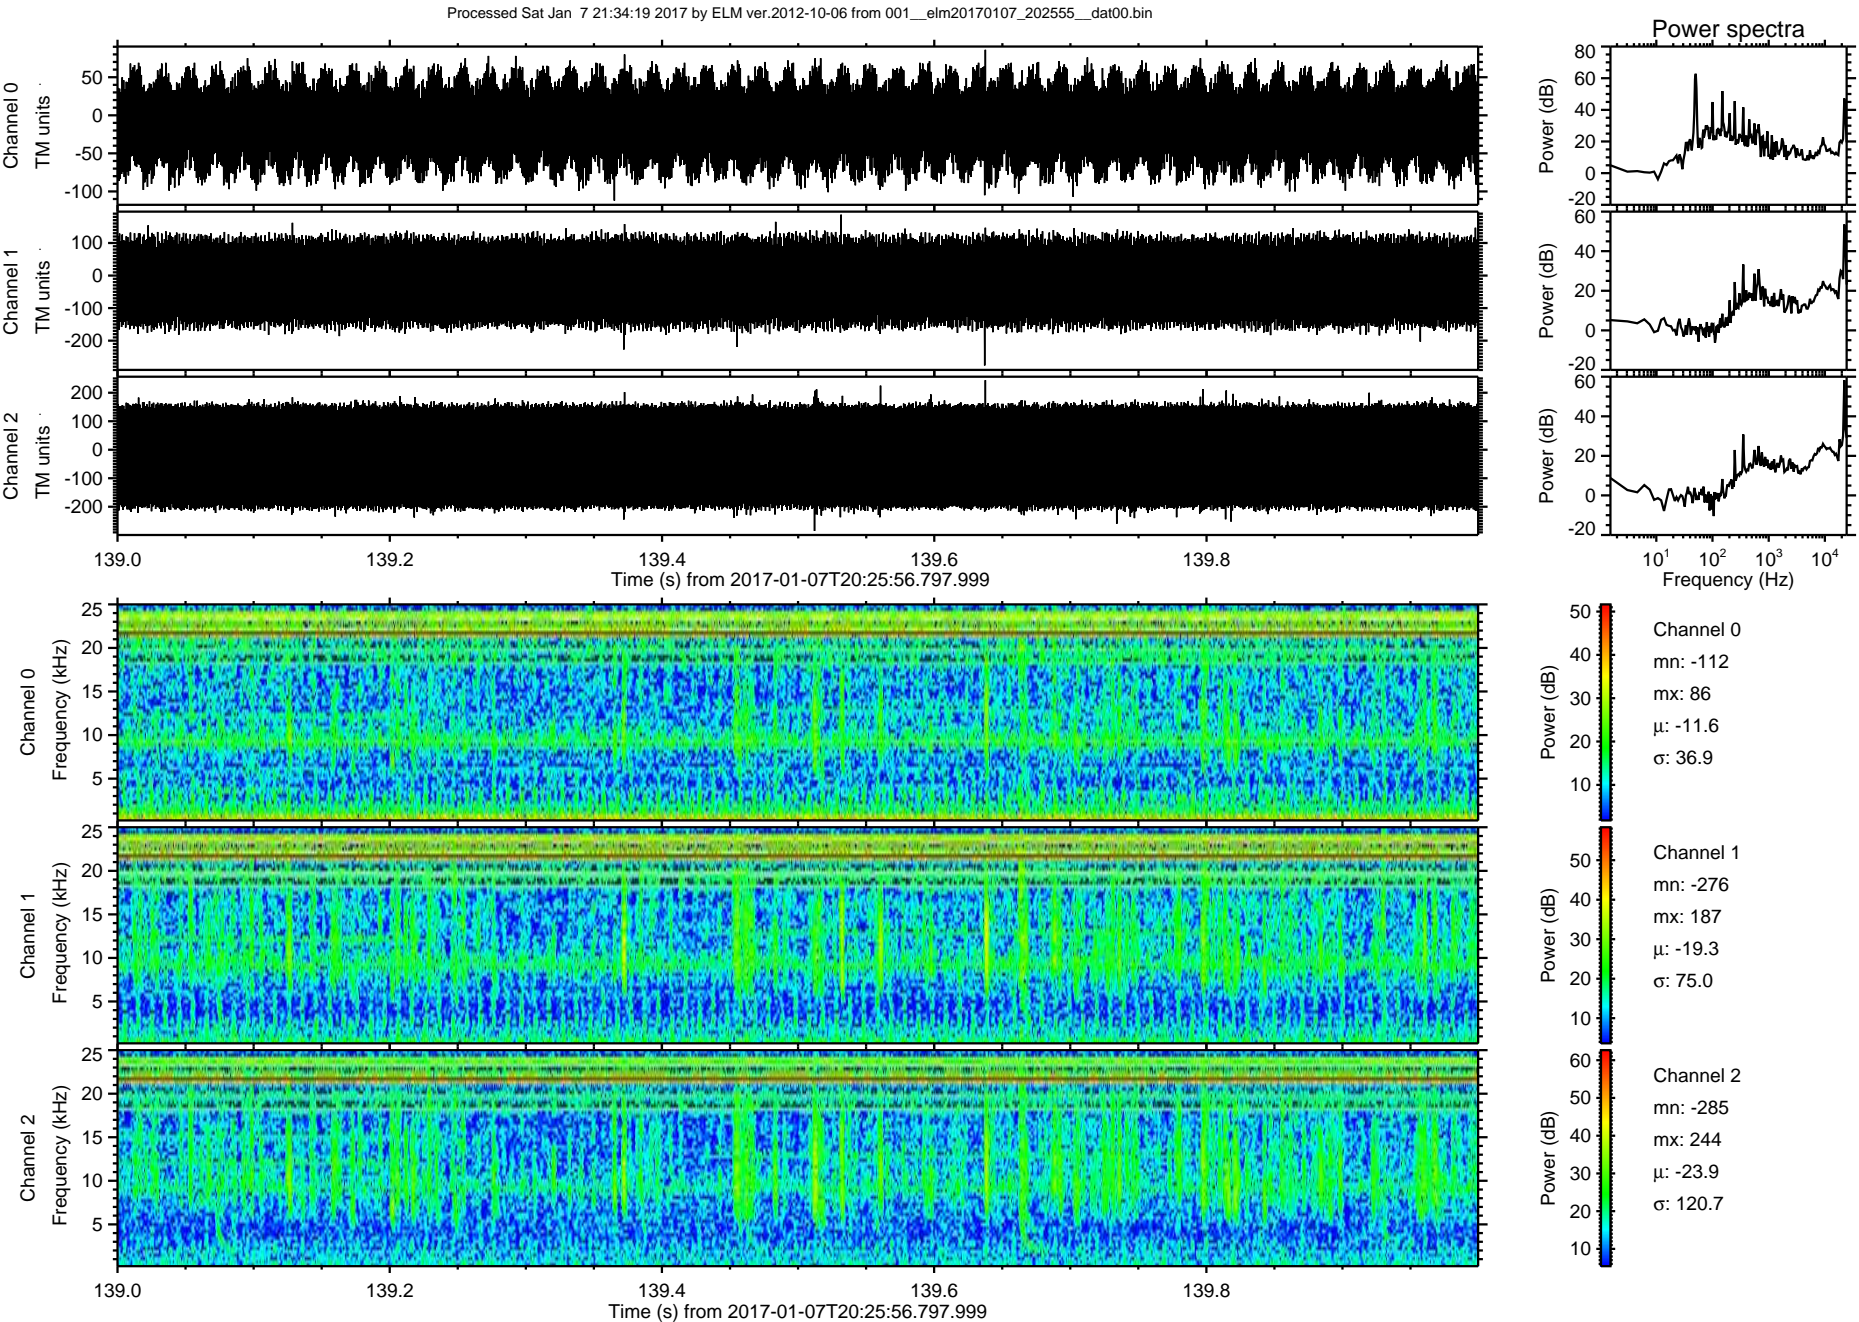 Processed Sat Jan  7 21:34:19 2017 by ELM ver.2012-10-06 from 001__elm20170107_202555__dat00.bin
Power spectra
Channel 0
TM units
50
0
-50
-100
Power (dB)
80
60
40
20
0
-20
Channel 1
TM units
100
0
-100
-200
Power (dB)
60
40
20
0
-20
Channel 2
TM units
200
100
0
-100
-200
Power (dB)
60
40
20
0
-20
139.0 139.2 139.4 139.6 139.8
Time (s) from 2017-01-07T20:25:56.797.999
10^1 10^2 10^3 10^4
Frequency (Hz)
Channel 0
Frequency (kHz)
25
20
15
10
5
Power (dB)
50
40
30
20
10
Channel 0
mn: -112
mx: 86
μ: -11.6
σ: 36.9
Channel 1
Frequency (kHz)
25
20
15
10
5
Power (dB)
50
40
30
20
10
Channel 1
mn: -276
mx: 187
μ: -19.3
σ: 75.0
Channel 2
Frequency (kHz)
25
20
15
10
5
Power (dB)
60
50
40
30
20
10
Channel 2
mn: -285
mx: 244
μ: -23.9
σ: 120.7
139.0 139.2 139.4 139.6 139.8
Time (s) from 2017-01-07T20:25:56.797.999